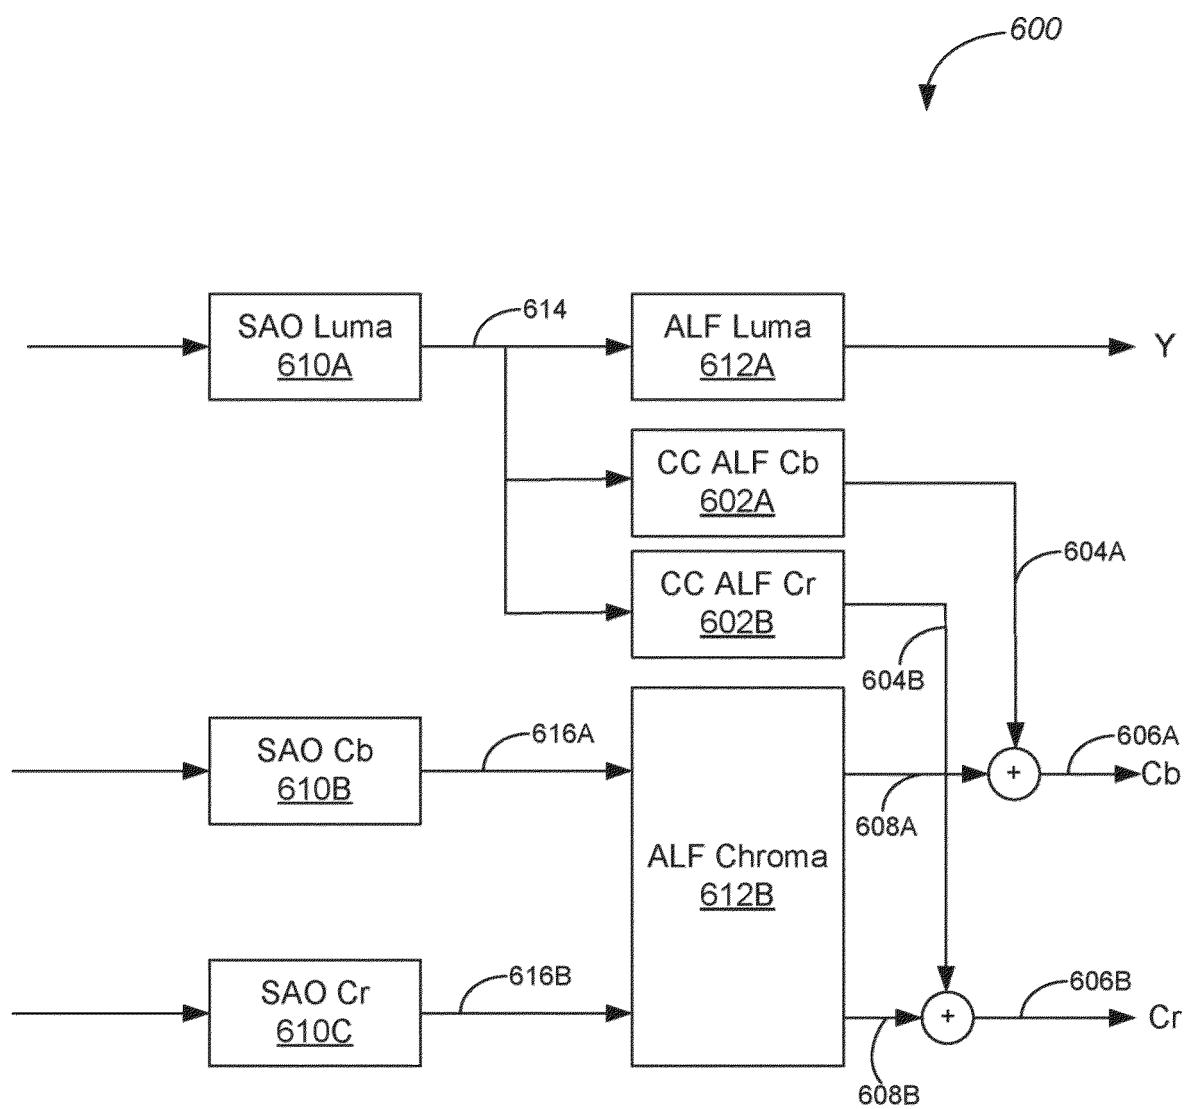 600
614
SAO Luma
610A
ALF Luma
612A
Y
CC ALF Cb
602A
604A
CC ALF Cr
602B
604B
616A
SAO Cb
610B
606A
+
Cb
608A
ALF Chroma
612B
616B
SAO Cr
610C
606B
+
Cr
608B